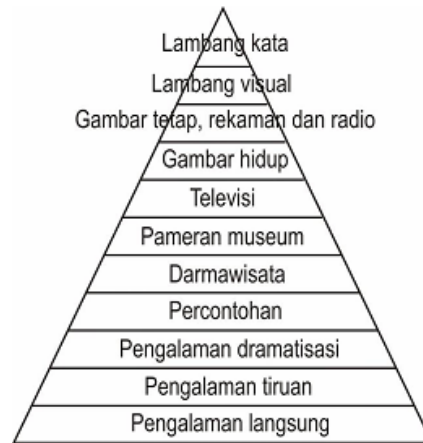 Lambang kata
Lambang visual
Gambar tetap, rekaman dan radio
Gambar hidup
Televisi
Pameran museum
Darmawisata
Percontohan
Pengalaman dramatisasi
Pengalaman tiruan
Pengalaman langsung